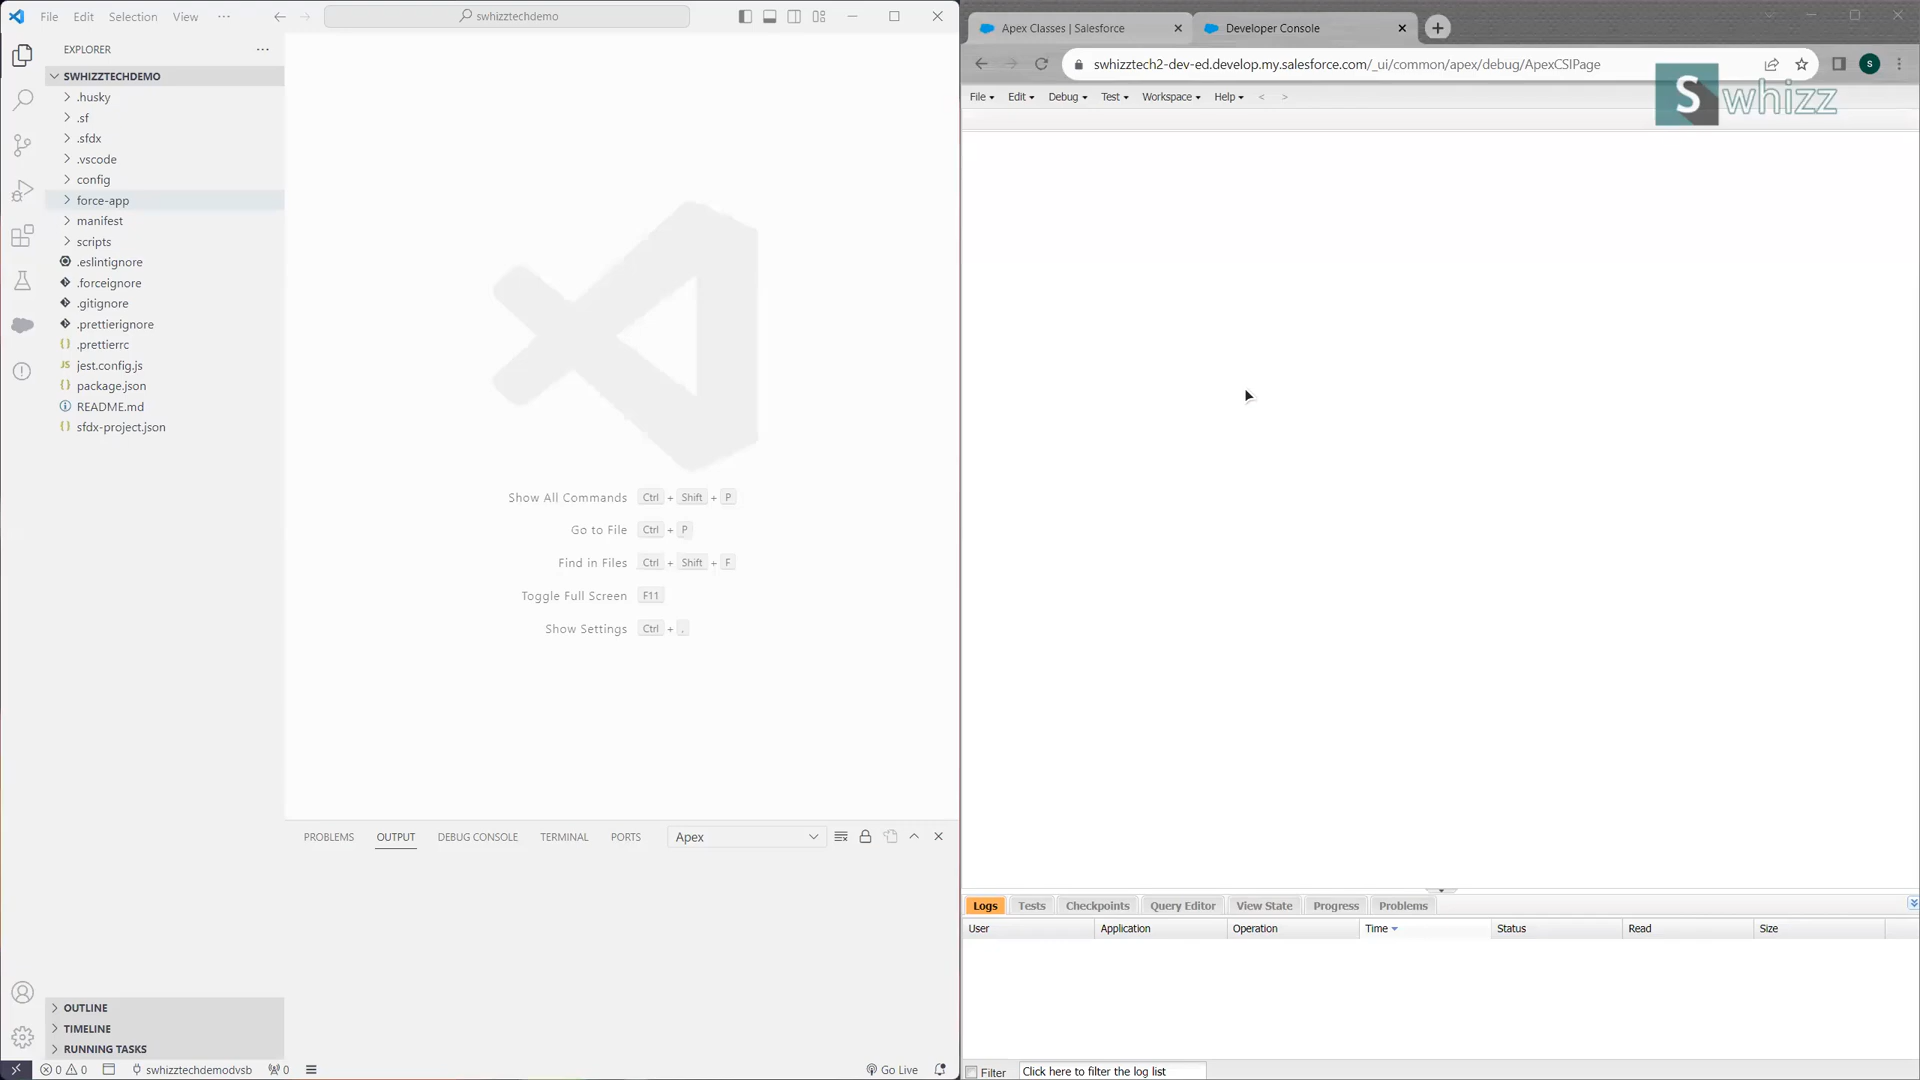 File Edit Selection View ··· swhizztechdemo
EXPLORER ···
SWHIZZTECHDEMO
.husky
.sf
.sfdx
.vscode
config
force-app
manifest
scripts
.eslintignore
.forceignore
.gitignore
.prettierignore
{ } .prettierrc
JS jest.config.js
{ } package.json
README.md
{ } sfdx-project.json
Show All Commands Ctrl + Shift + P
Go to File Ctrl + P
Find in Files Ctrl + Shift + F
Toggle Full Screen F11
Show Settings Ctrl + ,
PROBLEMS OUTPUT DEBUG CONSOLE TERMINAL PORTS Apex
OUTLINE
TIMELINE
RUNNING TASKS
0 0 swhizztechdemodvsb 0 Go Live
Apex Classes | Salesforce Developer Console
swhizztech2-dev-ed.develop.my.salesforce.com/_ui/common/apex/debug/ApexCSIPage S
File Edit Debug Test Workspace Help < >
S whizz
Logs Tests Checkpoints Query Editor View State Progress Problems
User Application Operation Time Status Read Size
Filter Click here to filter the log list